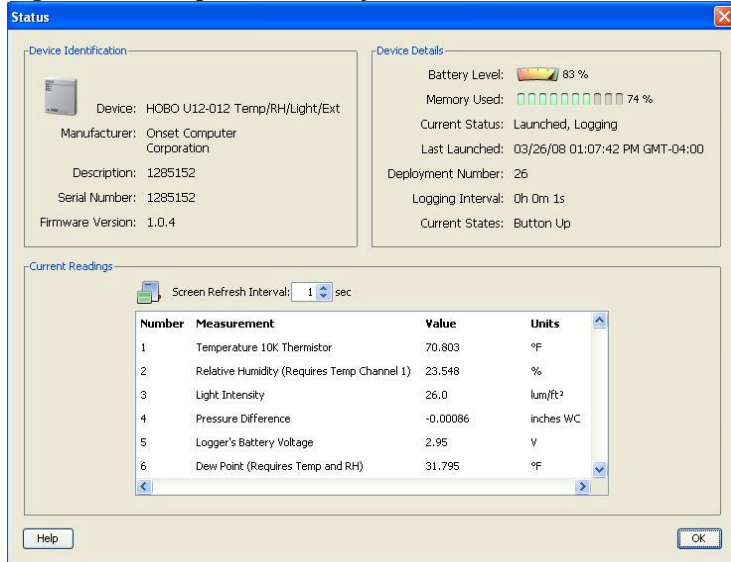 Status
Device Identification
Device: HOBO U12-012 Temp/RH/Light/Ext
Manufacturer: Onset Computer
Corporation
Description: 1285152
Serial Number: 1285152
Firmware Version: 1.0.4
Device Details
Battery Level: 83 %
Memory Used: 74 %
Current Status: Launched, Logging
Last Launched: 03/26/08 01:07:42 PM GMT-04:00
Deployment Number: 26
Logging Interval: 0h 0m 1s
Current States: Button Up
Current Readings
Screen Refresh Interval: 1 sec
Number Measurement Value Units
1 Temperature 10K Thermistor 70.803 °F
2 Relative Humidity (Requires Temp Channel 1) 23.548 %
3 Light Intensity 26.0 lum/ft²
4 Pressure Difference -0.00086 inches WC
5 Logger's Battery Voltage 2.95 V
6 Dew Point (Requires Temp and RH) 31.795 °F
Help
OK